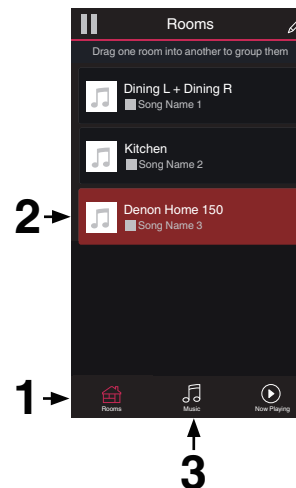 Rooms
Drag one room into another to group them
Dining L + Dining R
Song Name 1
Kitchen
Song Name 2
2
Denon Home 150
Song Name 3
1
Rooms
Music
Now Playing
3